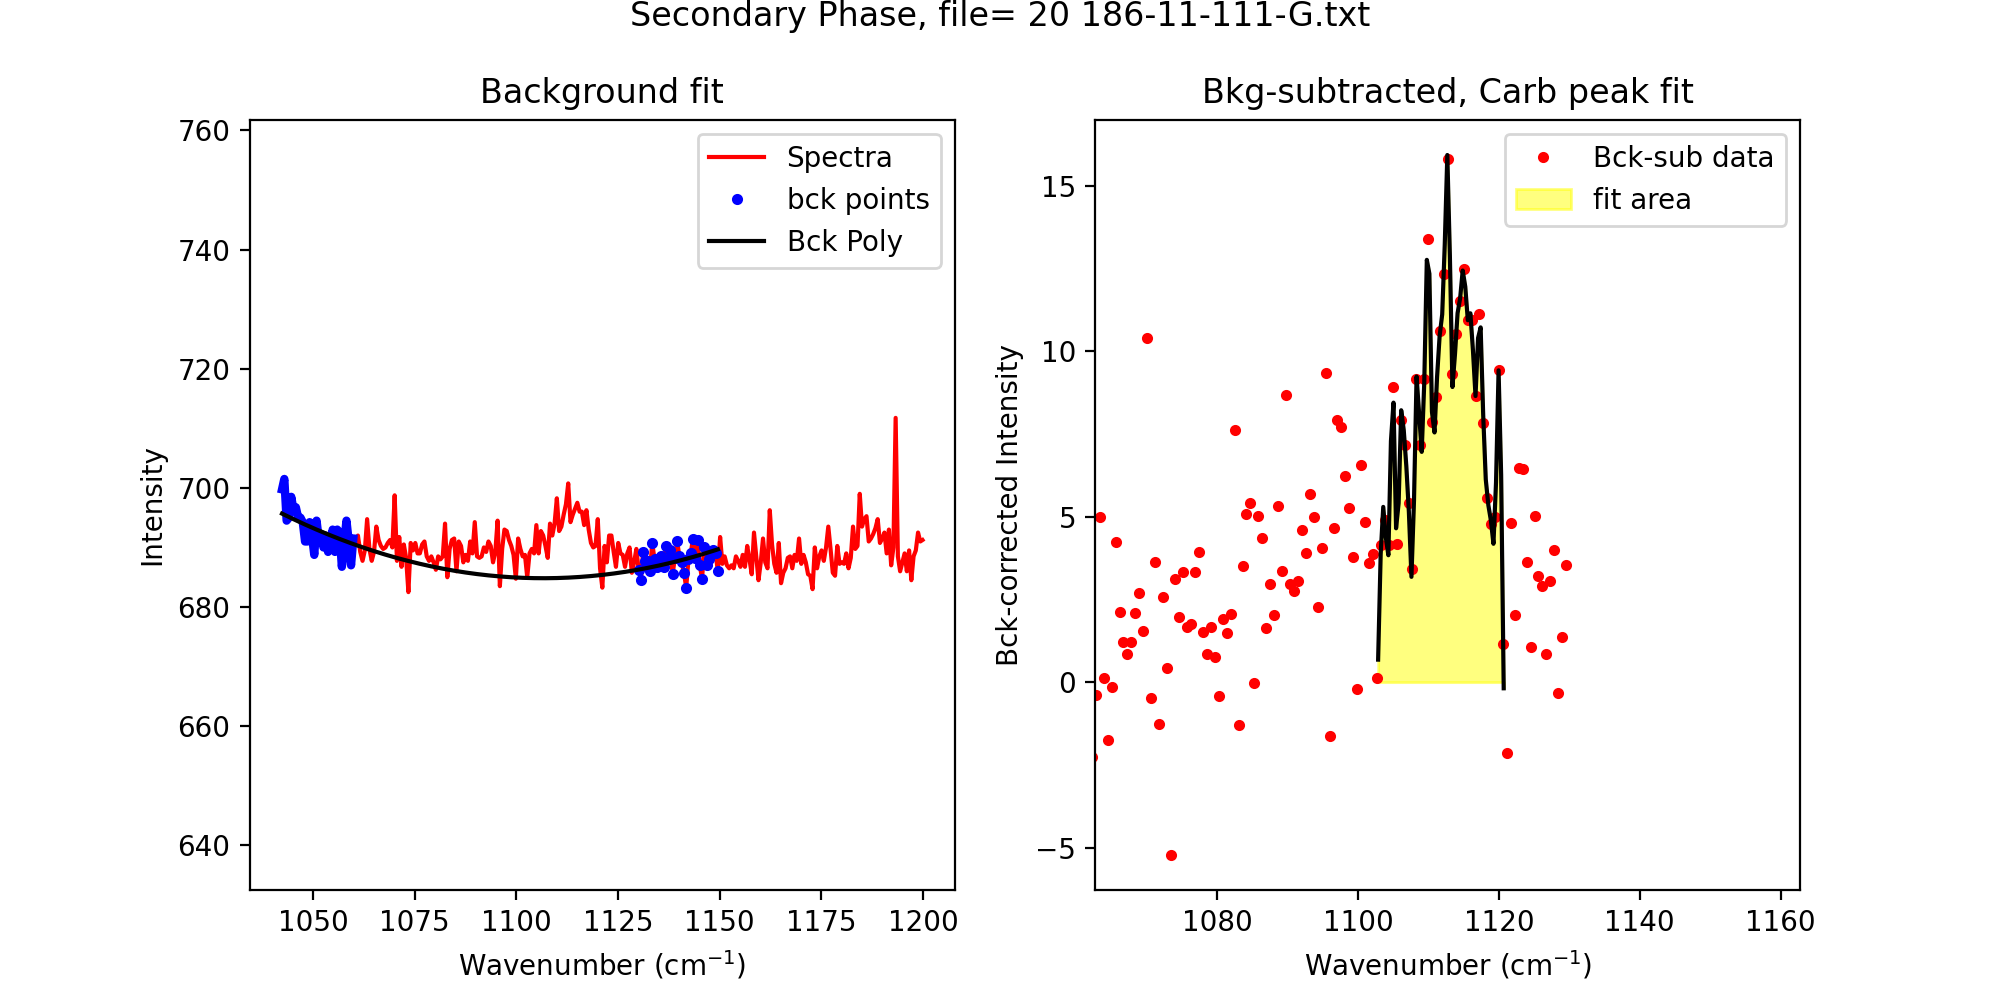 Secondary Phase, file= 20 186-11-111-G.txt
Background fit
Spectra
bck points
Bck Poly
Intensity
760
740
720
700
680
660
640
1050 1075 1100 1125 1150 1175 1200
Wavenumber (cm⁻¹)
Bkg-subtracted, Carb peak fit
Bck-sub data
fit area
Bck-corrected Intensity
15
10
5
0
−5
1080 1100 1120 1140 1160
Wavenumber (cm⁻¹)